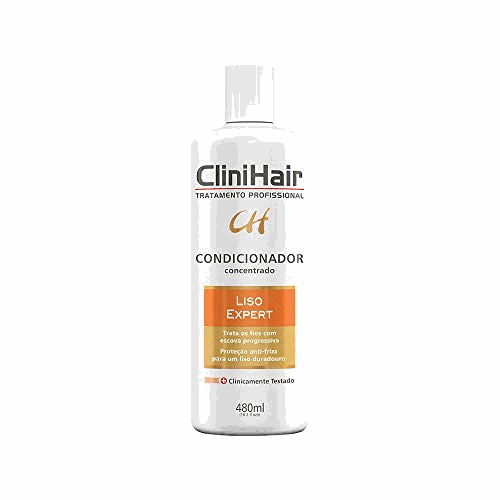 CliniHair
TRATAMENTO PROFISSIONAL
CH
CONDICIONADOR
concentrado
LISO
EXPERT
Trata os fios com
escova progressiva
Proteção anti-frizz
para um liso duradouro
Clinicamente Testado
480ml